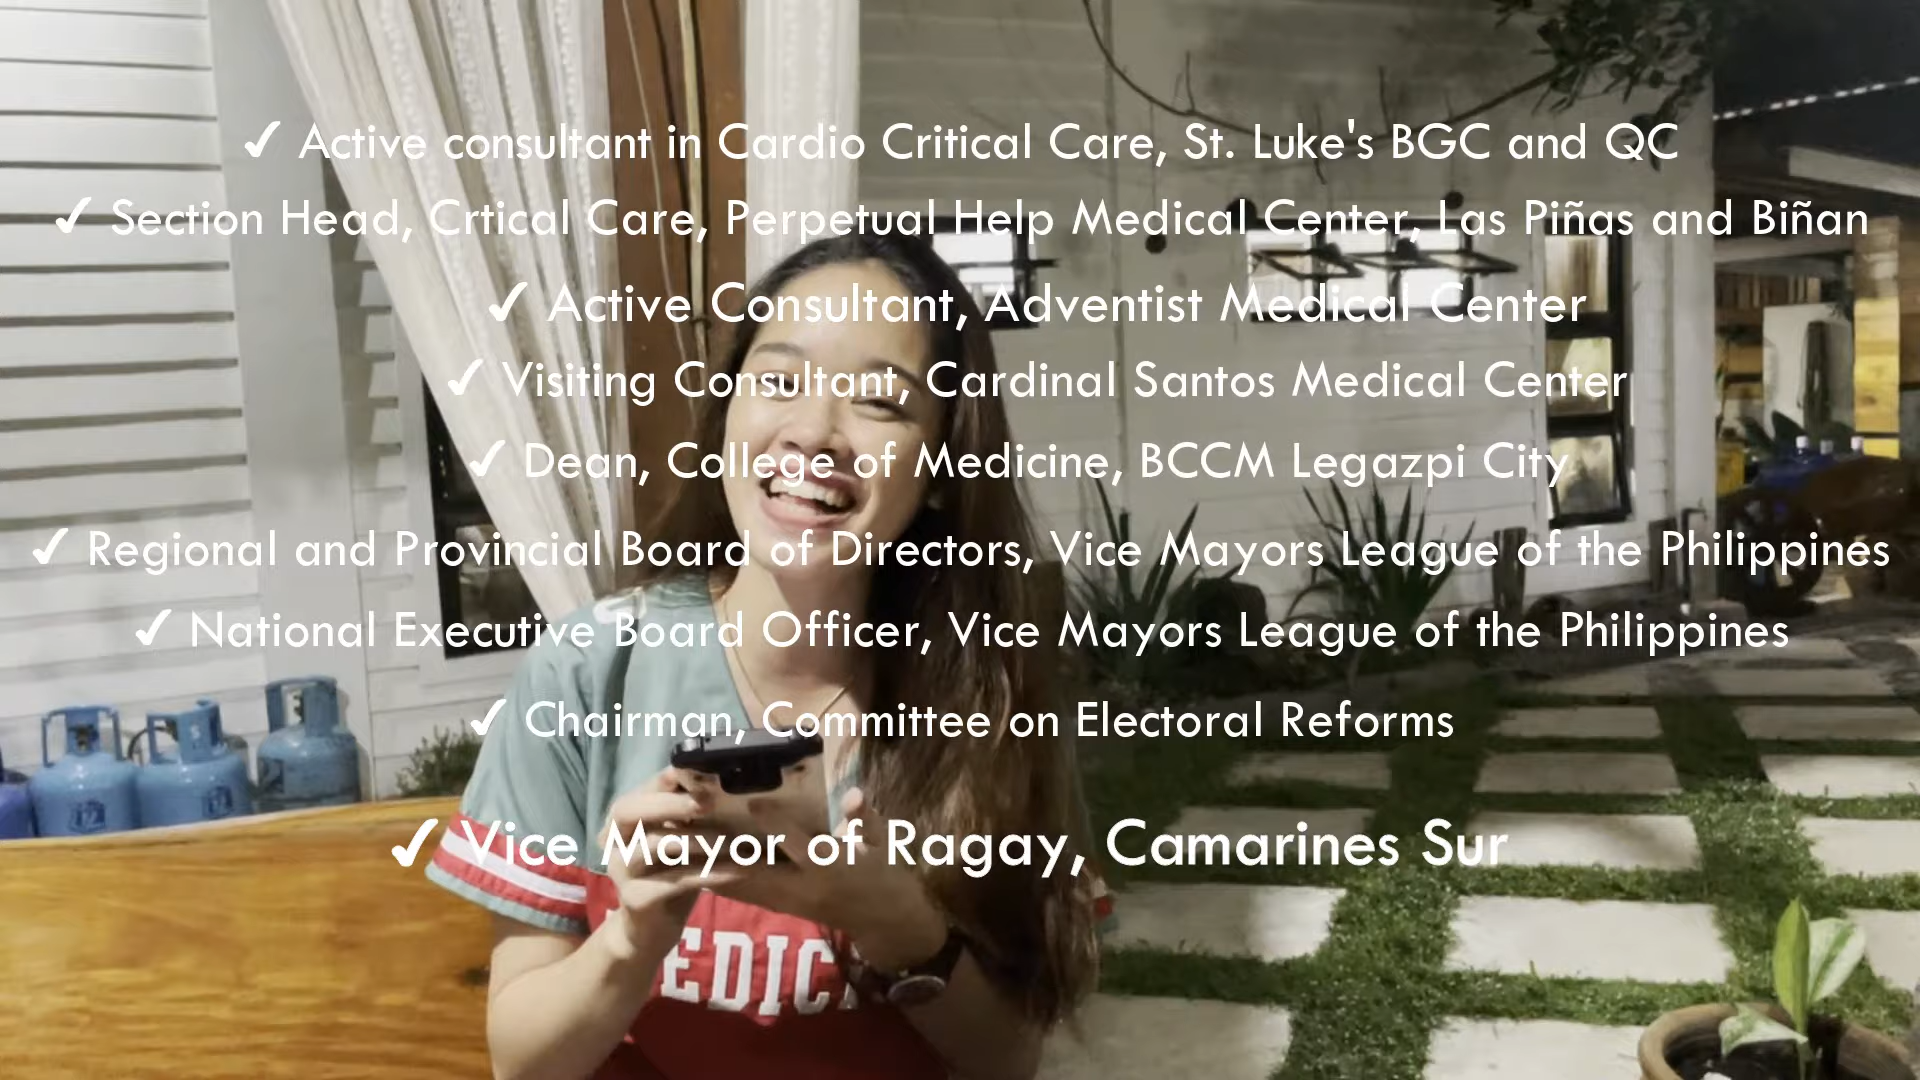 ✔ Active consultant in Cardio Critical Care, St. Luke's BGC and QC
✔ Section Head, Crtical Care, Perpetual Help Medical Center, Las Piñas and Biñan
✔ Active Consultant, Adventist Medical Center
✔ Visiting Consultant, Cardinal Santos Medical Center
✔ Dean, College of Medicine, BCCM Legazpi City
✔ Regional and Provincial Board of Directors, Vice Mayors League of the Philippines
✔ National Executive Board Officer, Vice Mayors League of the Philippines
✔ Chairman, Committee on Electoral Reforms
✔ Vice Mayor of Ragay, Camarines Sur
EDIC